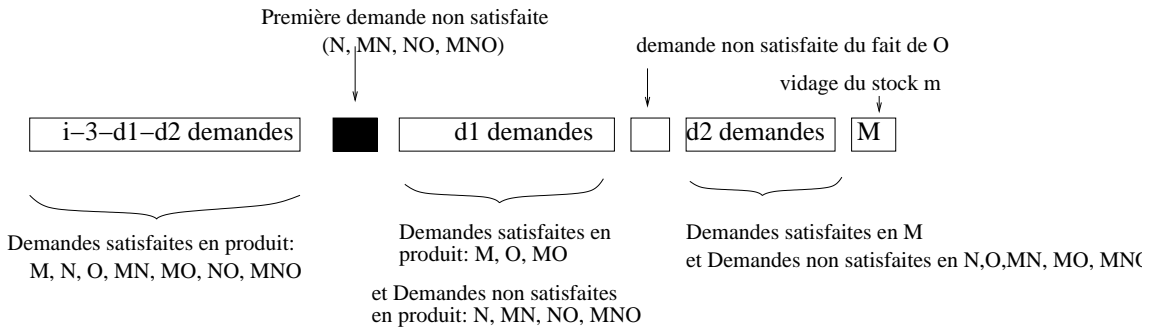 Première demande non satisfaite
(N, MN, NO, MNO)
demande non satisfaite du fait de O
vidage du stock m
i−3−d1−d2 demandes
d1 demandes
d2 demandes
M
Demandes satisfaites en produit:
M, N, O, MN, MO, NO, MNO
Demandes satisfaites en
produit: M, O, MO
et Demandes non satisfaites
en produit: N, MN, NO, MNO
Demandes satisfaites en M
et Demandes non satisfaites en N,O,MN, MO, MNO